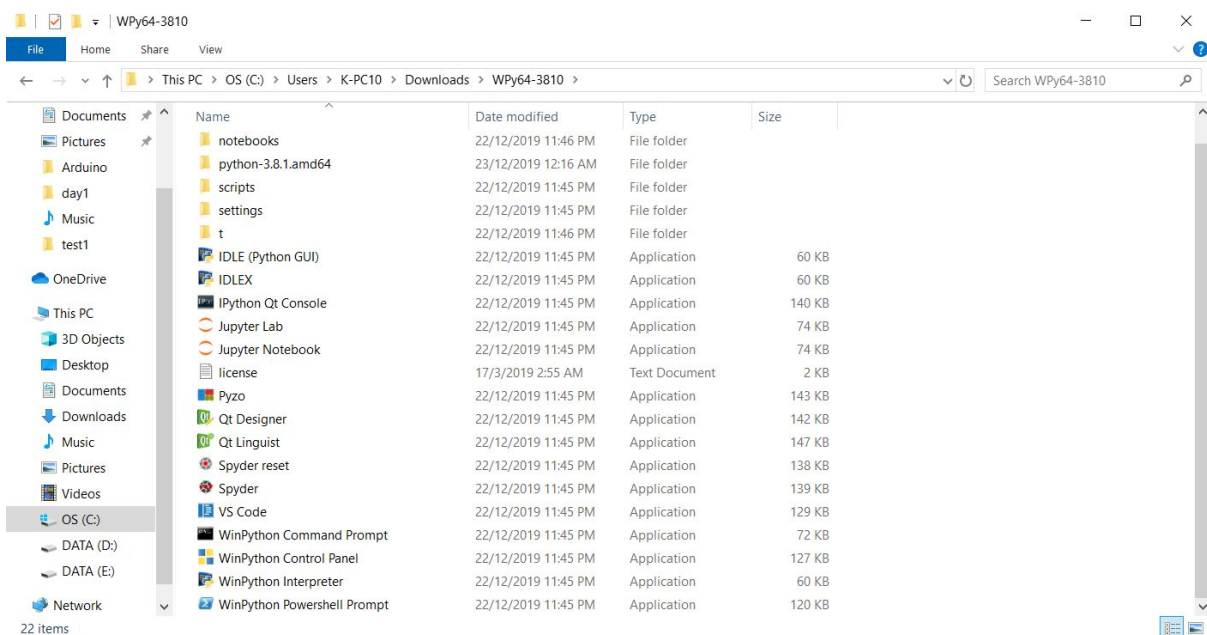 WPy64-3810
File Home Share View
This PC > OS (C:) > Users > K-PC10 > Downloads > WPy64-3810 >
Search WPy64-3810
Documents
Pictures
Arduino
day1
Music
test1
OneDrive
This PC
3D Objects
Desktop
Documents
Downloads
Music
Pictures
Videos
OS (C:)
DATA (D:)
DATA (E:)
Network
Name Date modified Type Size
notebooks 22/12/2019 11:46 PM File folder
python-3.8.1.amd64 23/12/2019 12:16 AM File folder
scripts 22/12/2019 11:45 PM File folder
settings 22/12/2019 11:45 PM File folder
t 22/12/2019 11:46 PM File folder
IDLE (Python GUI) 22/12/2019 11:45 PM Application 60 KB
IDLEX 22/12/2019 11:45 PM Application 60 KB
IPython Qt Console 22/12/2019 11:45 PM Application 140 KB
Jupyter Lab 22/12/2019 11:45 PM Application 74 KB
Jupyter Notebook 22/12/2019 11:45 PM Application 74 KB
license 17/3/2019 2:55 AM Text Document 2 KB
Pyzo 22/12/2019 11:45 PM Application 143 KB
Qt Designer 22/12/2019 11:45 PM Application 142 KB
Qt Linguist 22/12/2019 11:45 PM Application 147 KB
Spyder reset 22/12/2019 11:45 PM Application 138 KB
Spyder 22/12/2019 11:45 PM Application 139 KB
VS Code 22/12/2019 11:45 PM Application 129 KB
WinPython Command Prompt 22/12/2019 11:45 PM Application 72 KB
WinPython Control Panel 22/12/2019 11:45 PM Application 127 KB
WinPython Interpreter 22/12/2019 11:45 PM Application 60 KB
WinPython Powershell Prompt 22/12/2019 11:45 PM Application 120 KB
22 items